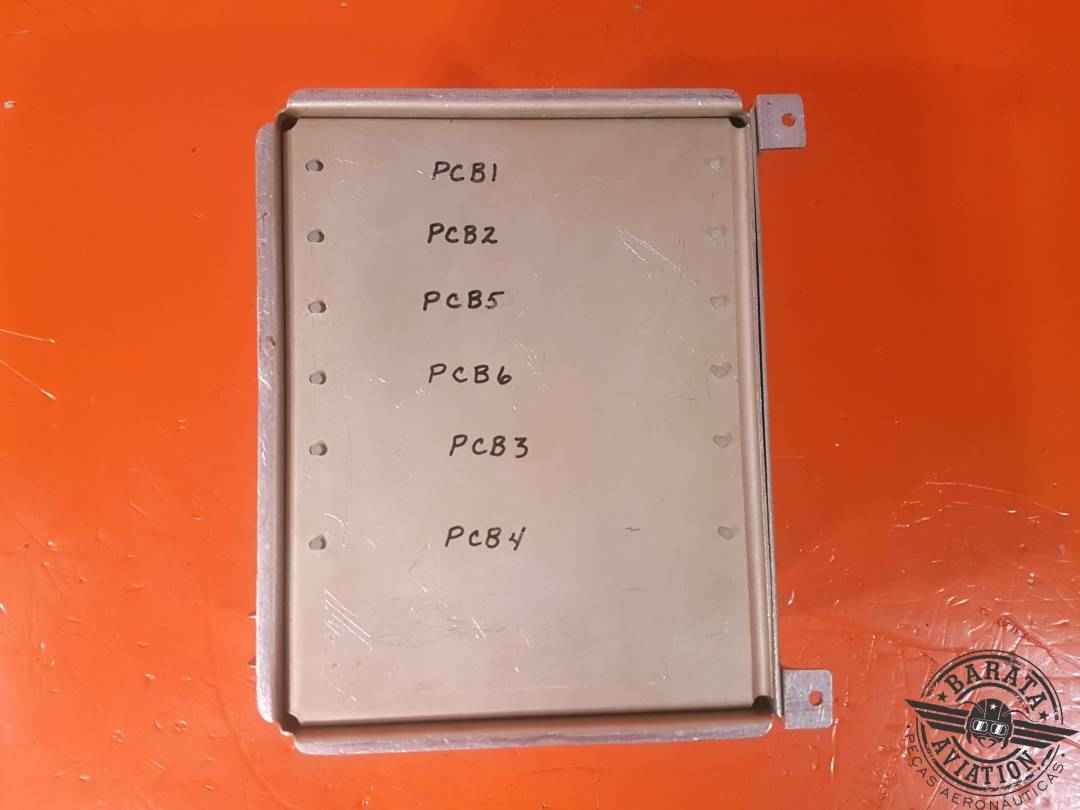 PCB1
PCB2
PCB5
PCB6
PCB3
PCB4
BARATA
AVIATION
PEÇAS AERONÁUTICAS